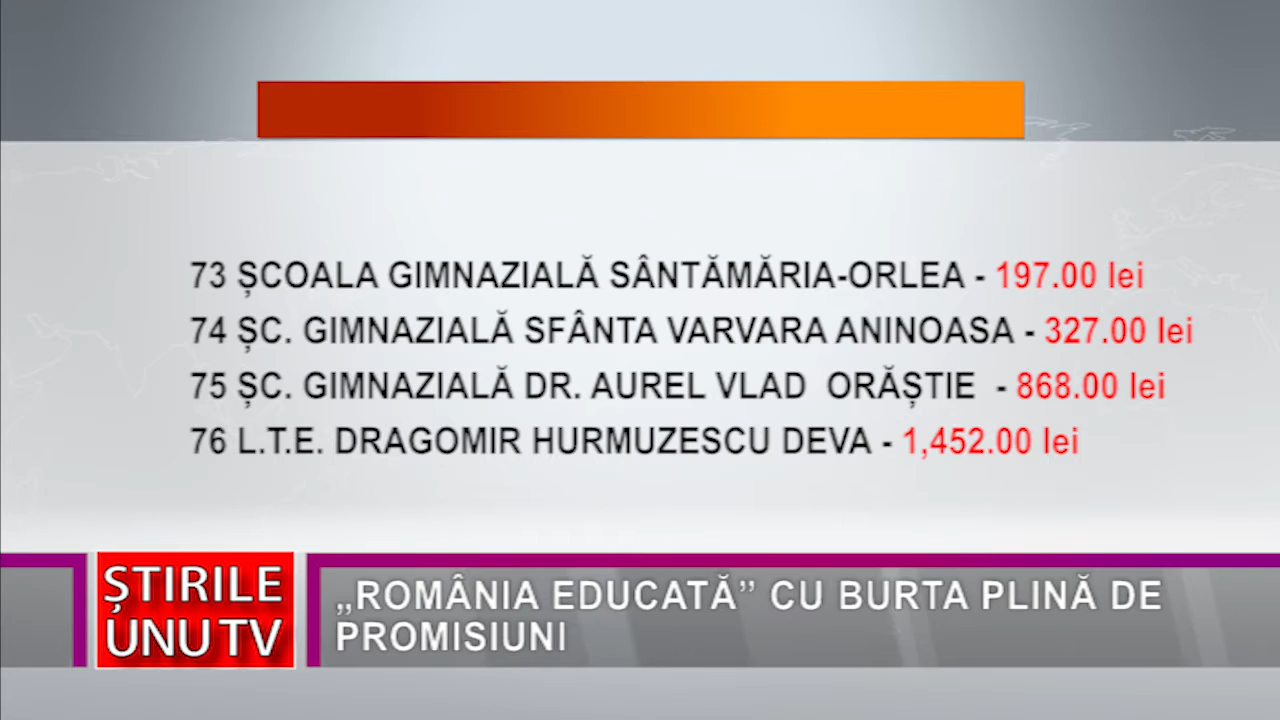 73 ȘCOALA GIMNAZIALĂ SÂNTĂMĂRIA-ORLEA - 197.00 lei
74 ȘC. GIMNAZIALĂ SFÂNTA VARVARA ANINOASA - 327.00 lei
75 ȘC. GIMNAZIALĂ DR. AUREL VLAD  ORĂȘTIE  - 868.00 lei
76 L.T.E. DRAGOMIR HURMUZESCU DEVA - 1,452.00 lei
ȘTIRILE
UNU TV
„ROMÂNIA EDUCATĂ” CU BURTA PLINĂ DE
PROMISIUNI